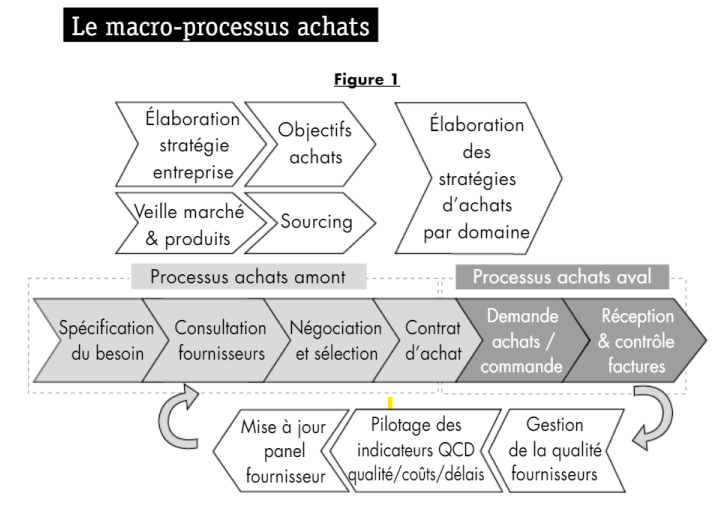 Le macro-processus achats
Figure 1
Élaboration
stratégie
entreprise
Objectifs
achats
Élaboration
des
stratégies
d'achats
par domaine
Veille marché
& produits
Sourcing
Processus achats amont
Processus achats aval
Spécification
du besoin
Consultation
fournisseurs
Négociation
et sélection
Contrat
d'achat
Demande
achats /
commande
Réception
& contrôle
factures
Mise à jour
panel
fournisseur
Pilotage des
indicateurs QCD
qualité/coûts/délais
Gestion
de la qualité
fournisseurs